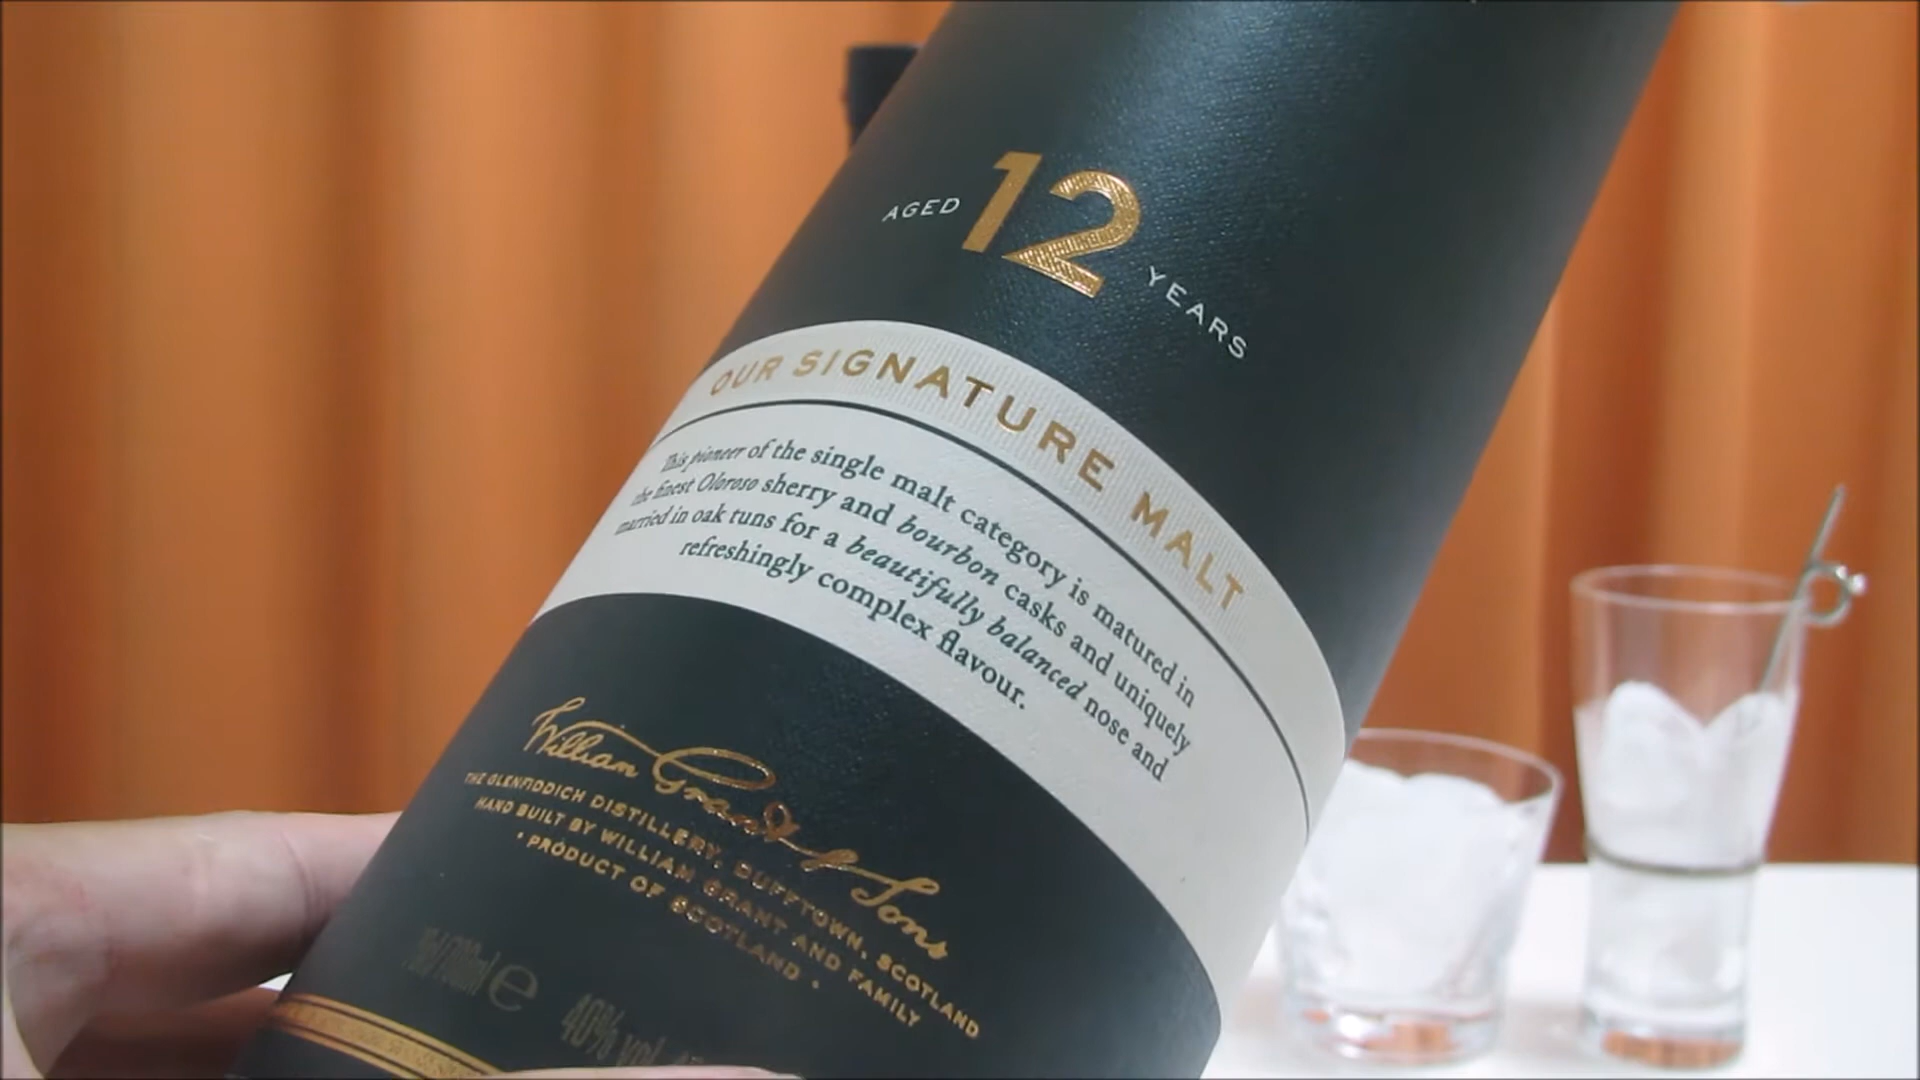 AGED 12 YEARS
OUR SIGNATURE MALT
This pioneer of the single malt category is matured in
the finest Oloroso sherry and bourbon casks and uniquely
married in oak tuns for a beautifully balanced nose and
refreshingly complex flavour.
William Grant & Sons
THE GLENFIDDICH DISTILLERY, DUFFTOWN, SCOTLAND
HAND BUILT BY WILLIAM GRANT AND FAMILY
• PRODUCT OF SCOTLAND •
700ml e 40% vol